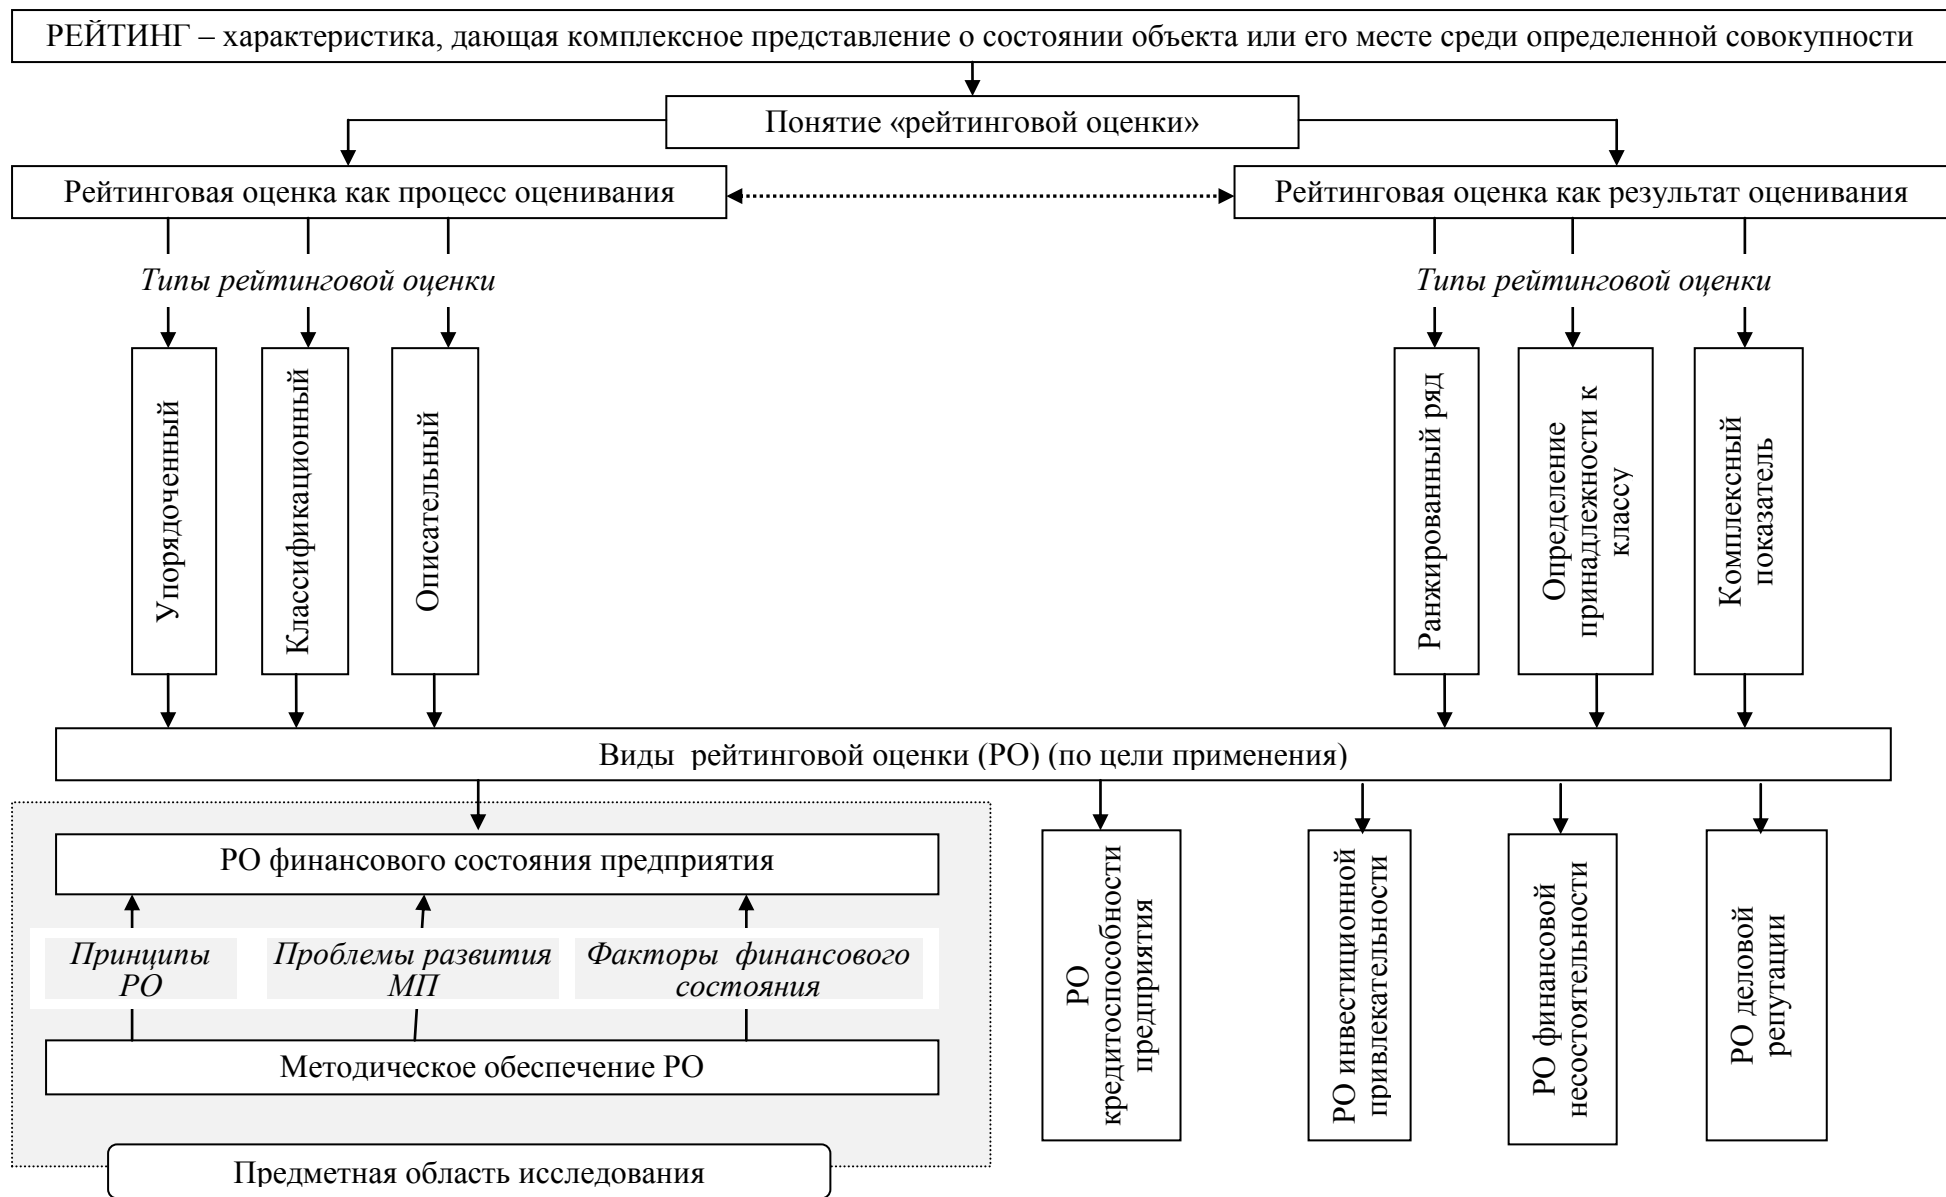 РЕЙТИНГ – характеристика, дающая комплексное представление о состоянии объекта или его месте среди определенной совокупности
Понятие «рейтинговой оценки»
Рейтинговая оценка как процесс оценивания
Рейтинговая оценка как результат оценивания
Типы рейтинговой оценки
Типы рейтинговой оценки
Упорядоченный
Классификационный
Описательный
Ранжированный ряд
Определение
принадлежности к
классу
Комплексный
показатель
Виды рейтинговой оценки (РО) (по цели применения)
РО финансового состояния предприятия
Принципы
РО
Проблемы развития
МП
Факторы финансового
состояния
Методическое обеспечение РО
Предметная область исследования
РО
кредитоспособности
предприятия
РО инвестиционной
привлекательности
РО финансовой
несостоятельности
РО деловой
репутации